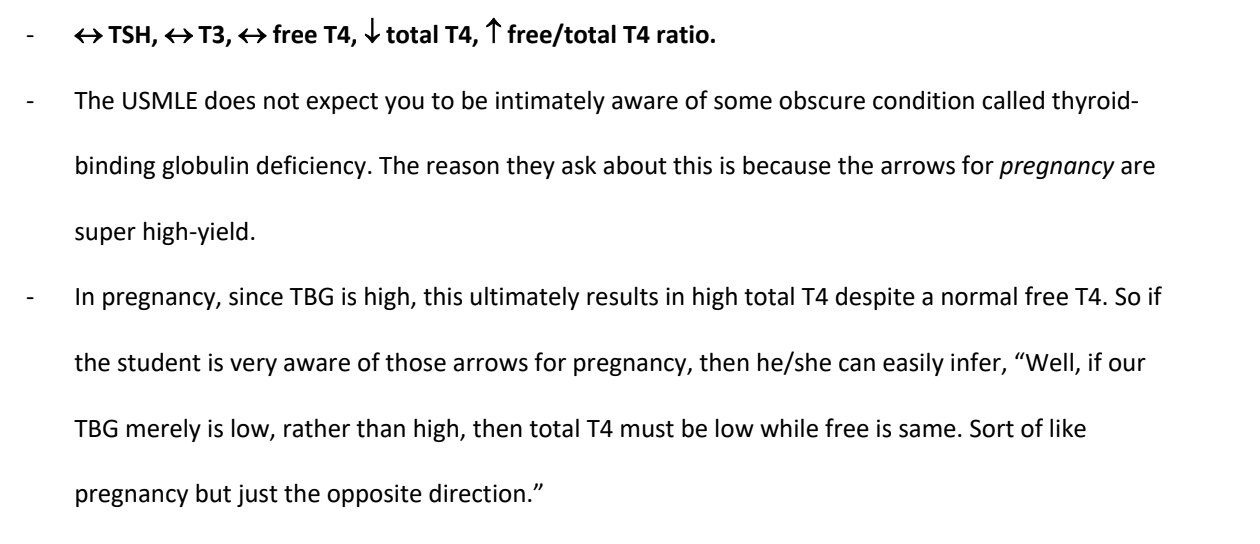 - ↔ TSH, ↔ T3, ↔ free T4, ↓ total T4, ↑ free/total T4 ratio.
- The USMLE does not expect you to be intimately aware of some obscure condition called thyroid-
binding globulin deficiency. The reason they ask about this is because the arrows for pregnancy are
super high-yield.
- In pregnancy, since TBG is high, this ultimately results in high total T4 despite a normal free T4. So if
the student is very aware of those arrows for pregnancy, then he/she can easily infer, “Well, if our
TBG merely is low, rather than high, then total T4 must be low while free is same. Sort of like
pregnancy but just the opposite direction.”